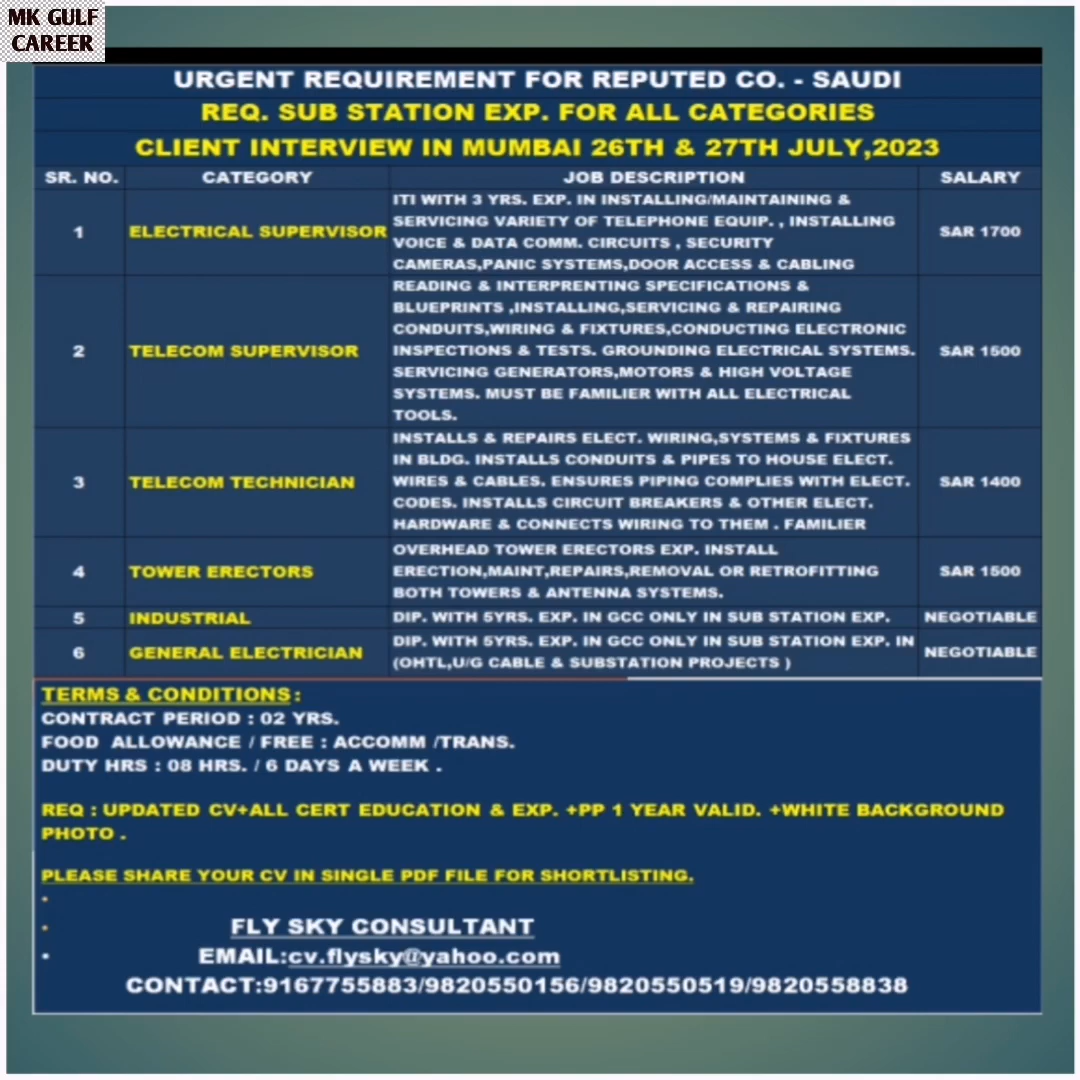 MK GULF
CAREER
URGENT REQUIREMENT FOR REPUTED CO. - SAUDI
REQ. SUB STATION EXP. FOR ALL CATEGORIES
CLIENT INTERVIEW IN MUMBAI 26TH & 27TH JULY,2023
SR. NO. CATEGORY JOB DESCRIPTION SALARY
1 ELECTRICAL SUPERVISOR
ITI WITH 3 YRS. EXP. IN INSTALLING/MAINTAINING &
SERVICING VARIETY OF TELEPHONE EQUIP. , INSTALLING
VOICE & DATA COMM. CIRCUITS , SECURITY
CAMERAS,PANIC SYSTEMS,DOOR ACCESS & CABLING
SAR 1700
2 TELECOM SUPERVISOR
READING & INTERPRENTING SPECIFICATIONS &
BLUEPRINTS ,INSTALLING,SERVICING & REPAIRING
CONDUITS,WIRING & FIXTURES,CONDUCTING ELECTRONIC
INSPECTIONS & TESTS. GROUNDING ELECTRICAL SYSTEMS.
SERVICING GENERATORS,MOTORS & HIGH VOLTAGE
SYSTEMS. MUST BE FAMILIER WITH ALL ELECTRICAL
TOOLS.
SAR 1500
3 TELECOM TECHNICIAN
INSTALLS & REPAIRS ELECT. WIRING,SYSTEMS & FIXTURES
IN BLDG. INSTALLS CONDUITS & PIPES TO HOUSE ELECT.
WIRES & CABLES. ENSURES PIPING COMPLIES WITH ELECT.
CODES. INSTALLS CIRCUIT BREAKERS & OTHER ELECT.
HARDWARE & CONNECTS WIRING TO THEM . FAMILIER
SAR 1400
4 TOWER ERECTORS
OVERHEAD TOWER ERECTORS EXP. INSTALL
ERECTION,MAINT,REPAIRS,REMOVAL OR RETROFITTING
BOTH TOWERS & ANTENNA SYSTEMS.
SAR 1500
5 INDUSTRIAL DIP. WITH 5YRS. EXP. IN GCC ONLY IN SUB STATION EXP. NEGOTIABLE
6 GENERAL ELECTRICIAN
DIP. WITH 5YRS. EXP. IN GCC ONLY IN SUB STATION EXP. IN
(OHTL,U/G CABLE & SUBSTATION PROJECTS )
NEGOTIABLE
TERMS & CONDITIONS :
CONTRACT PERIOD : 02 YRS.
FOOD ALLOWANCE / FREE : ACCOMM /TRANS.
DUTY HRS : 08 HRS. / 6 DAYS A WEEK .
REQ : UPDATED CV+ALL CERT EDUCATION & EXP. +PP 1 YEAR VALID. +WHITE BACKGROUND
PHOTO .
PLEASE SHARE YOUR CV IN SINGLE PDF FILE FOR SHORTLISTING.
FLY SKY CONSULTANT
EMAIL:cv.flysky@yahoo.com
CONTACT:9167755883/9820550156/9820550519/9820558838